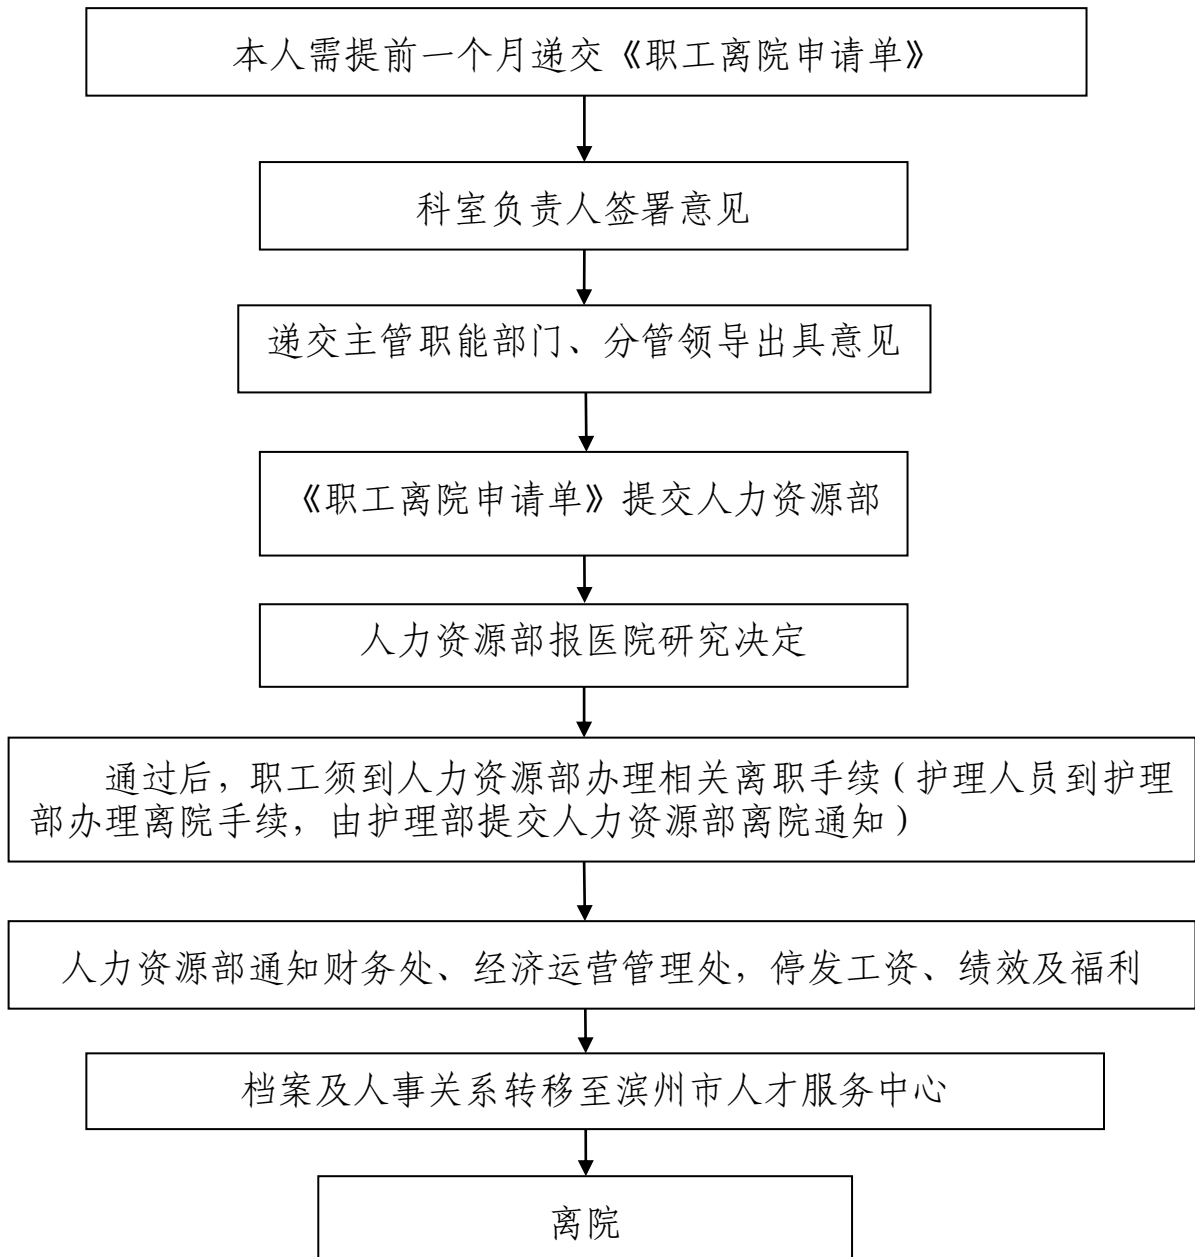 本人需提前一个月递交《职工离院申请单》
科室负责人签署意见
递交主管职能部门、分管领导出具意见
《职工离院申请单》提交人力资源部
人力资源部报医院研究决定
通过后，职工须到人力资源部办理相关离职手续（护理人员到护理
部办理离院手续，由护理部提交人力资源部离院通知）
人力资源部通知财务处、经济运营管理处，停发工资、绩效及福利
档案及人事关系转移至滨州市人才服务中心
离院